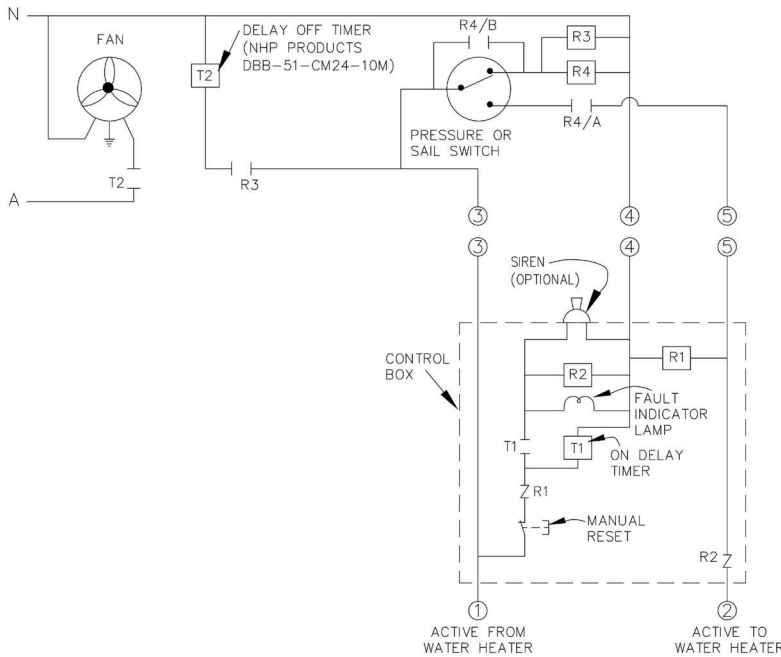 N
FAN
DELAY OFF TIMER
(NHP PRODUCTS
DBB-51-CM24-10M)
T2
R4/B
R3
R4
R4/A
PRESSURE OR
SAIL SWITCH
T2
R3
A
3
4
5
3
4
5
SIREN
(OPTIONAL)
CONTROL
BOX
R1
R2
FAULT
INDICATOR
LAMP
T1
T1
ON DELAY
TIMER
R1
MANUAL
RESET
R2
1
2
ACTIVE FROM
WATER HEATER
ACTIVE TO
WATER HEATER